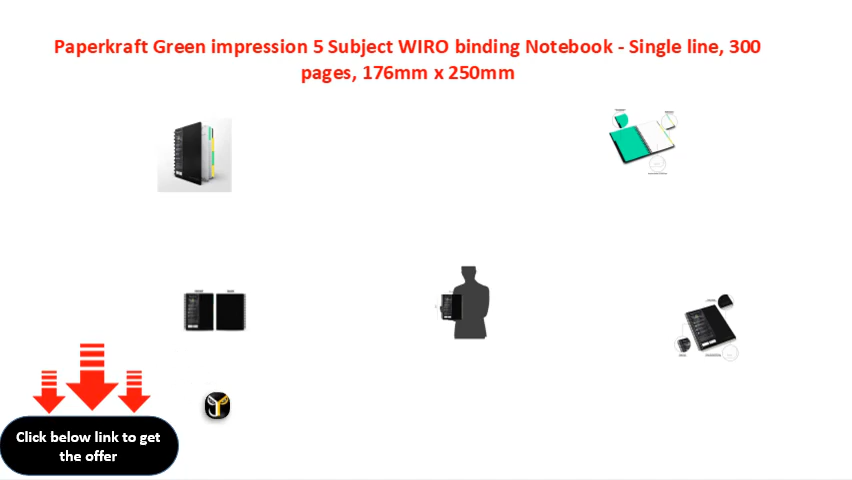 Paperkraft Green impression 5 Subject WIRO binding Notebook - Single line, 300
pages, 176mm x 250mm
Click below link to get
the offer